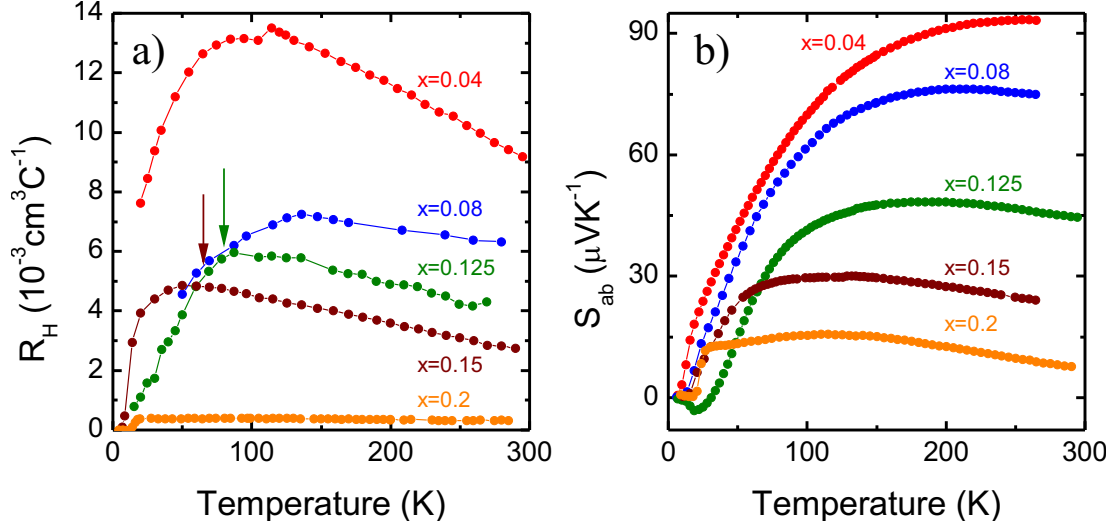 a)
14
12
10
8
6
4
2
0
R_H (10⁻³cm³C⁻¹)
x=0.04
x=0.08
x=0.125
x=0.15
x=0.2
0 100 200 300
Temperature (K)
b)
90
60
30
0
S_ab (μVK⁻¹)
x=0.04
x=0.08
x=0.125
x=0.15
x=0.2
0 100 200 300
Temperature (K)